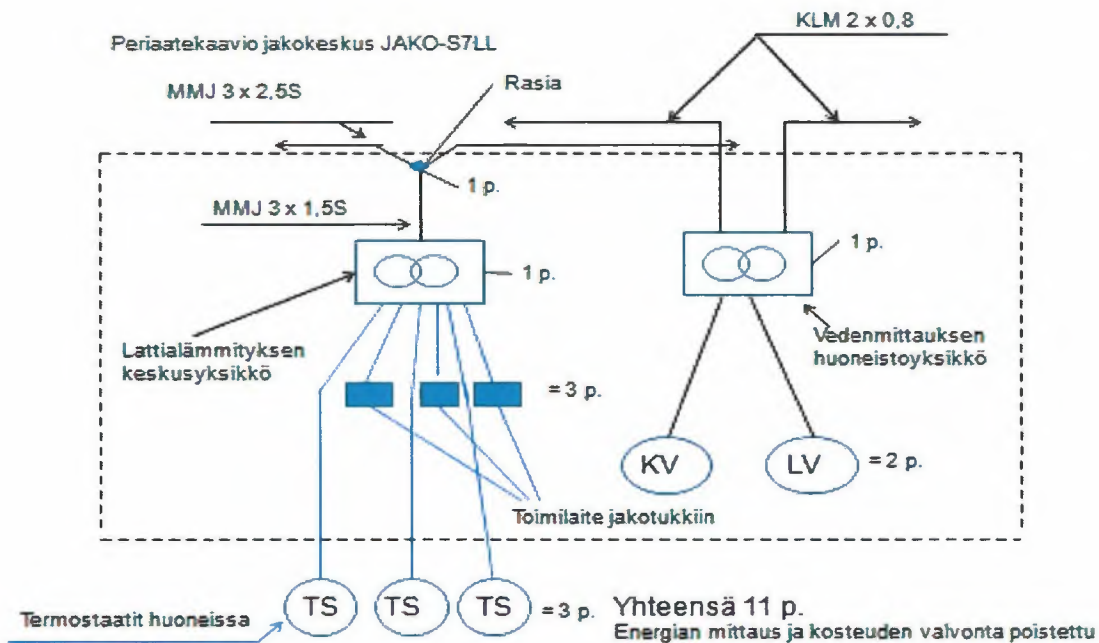 KLM 2 x 0,8
Periaatekaavio jakokeskus JAKO-S7LL
Rasia
MMJ 3 x 2,5S
1 p.
MMJ 3 x 1,5S
1 p.
1 p.
Lattialämmityksen
keskusyksikkö
Vedenmittauksen
huoneistoyksikkö
= 3 p.
KV
LV
= 2 p.
Toimilaite jakotukkiin
Termostaatit huoneissa
TS
TS
TS
= 3 p.
Yhteensä 11 p.
Energian mittaus ja kosteuden valvonta poistettu